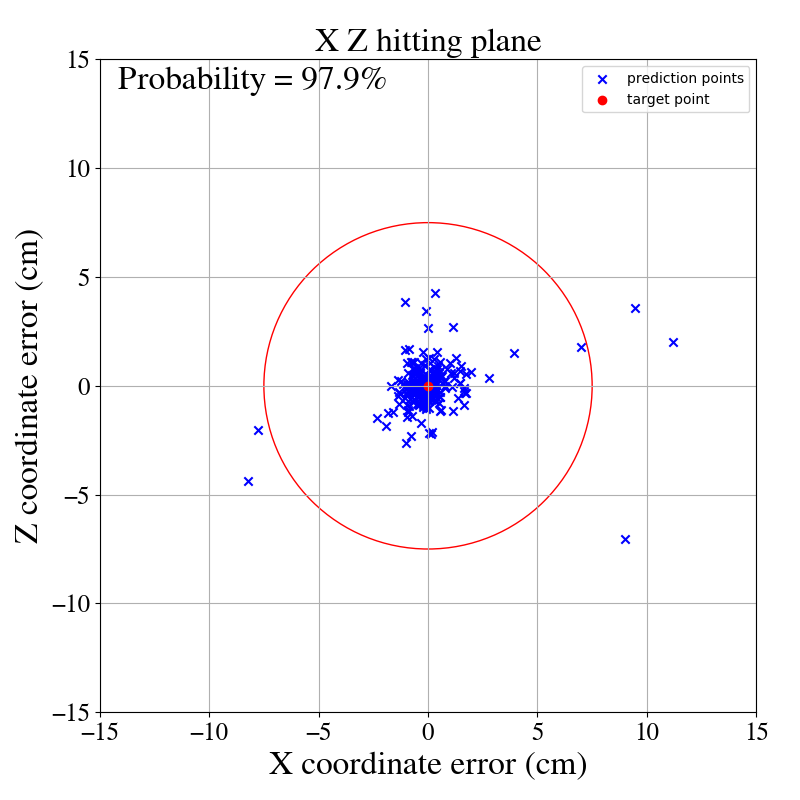 X Z hitting plane
Probability = 97.9%
prediction points
target point
Z coordinate error (cm)
15
10
5
0
−5
−10
−15
−15 −10 −5 0 5 10 15
X coordinate error (cm)